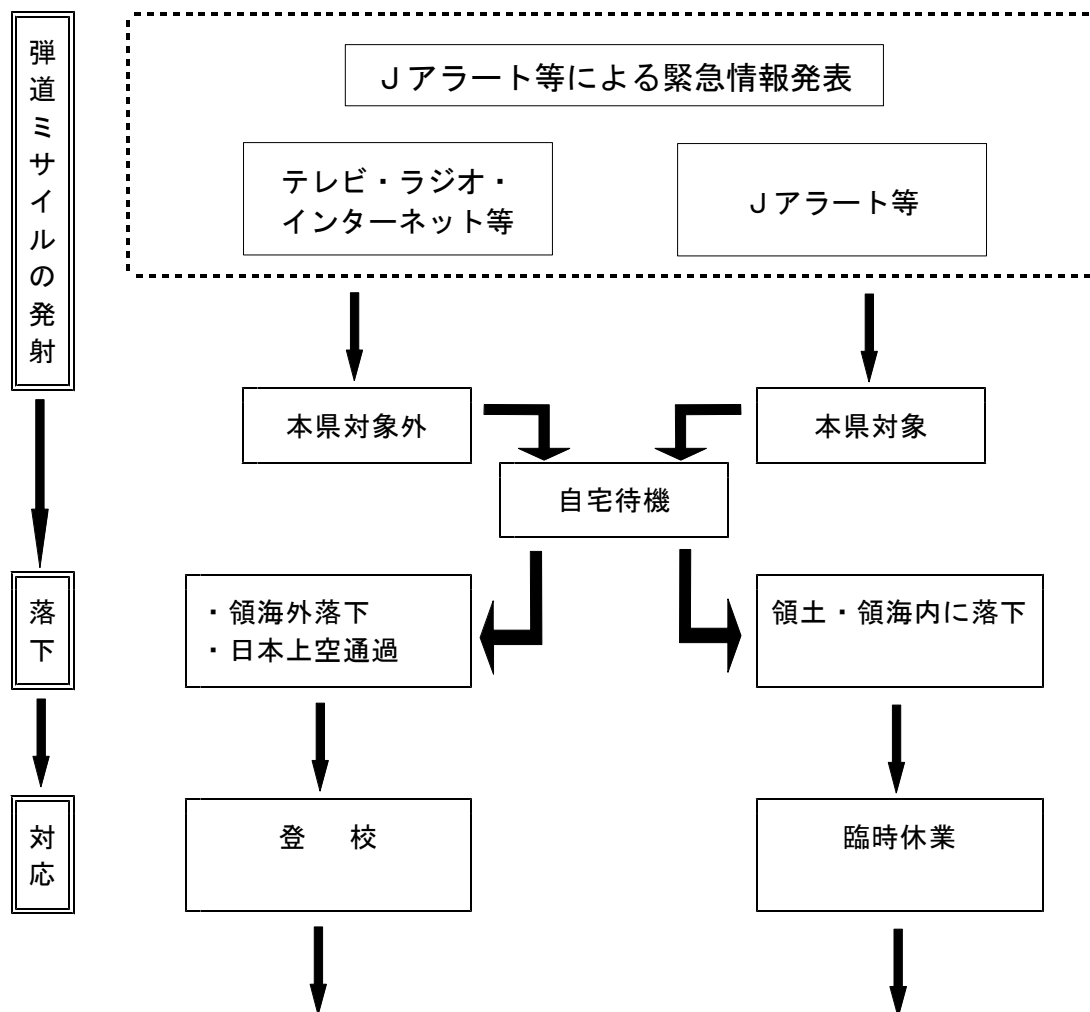 弾道ミサイルの発射
Ｊアラート等による緊急情報発表
テレビ・ラジオ・
インターネット等
Ｊアラート等
本県対象外
本県対象
自宅待機
落下
・領海外落下
・日本上空通過
領土・領海内に落下
対応
登　校
臨時休業